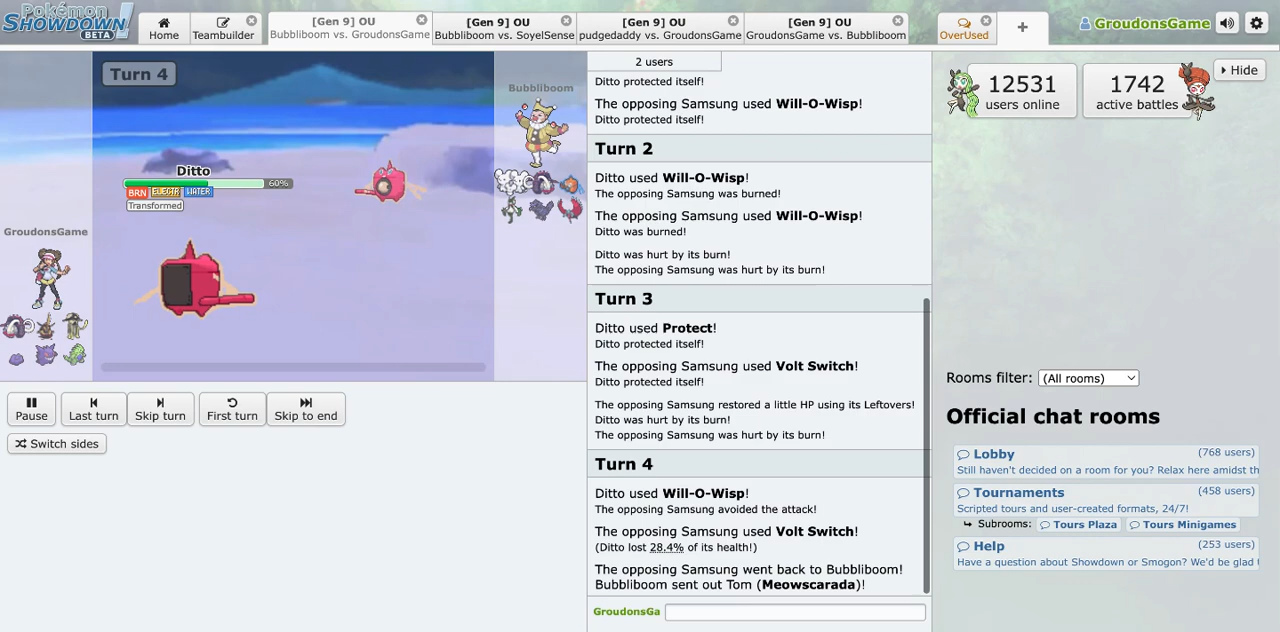 Pokémon
SHOWDOWN!
BETA
Home
Teambuilder
[Gen 9] OU
Bubbliboom vs. GroudonsGame
[Gen 9] OU
Bubbliboom vs. SoyelSense
[Gen 9] OU
pudgedaddy vs. GroudonsGame
[Gen 9] OU
GroudonsGame vs. Bubbliboom
OverUsed
GroudonsGame
Turn 4
Bubbliboom
Ditto
60%
BRN ELECTR WATER
Transformed
GroudonsGame
Pause
Last turn
Skip turn
First turn
Skip to end
Switch sides
2 users
Ditto protected itself!
The opposing Samsung used Will-O-Wisp!
Ditto protected itself!
Turn 2
Ditto used Will-O-Wisp!
The opposing Samsung was burned!
The opposing Samsung used Will-O-Wisp!
Ditto was burned!
Ditto was hurt by its burn!
The opposing Samsung was hurt by its burn!
Turn 3
Ditto used Protect!
Ditto protected itself!
The opposing Samsung used Volt Switch!
Ditto protected itself!
The opposing Samsung restored a little HP using its Leftovers!
Ditto was hurt by its burn!
The opposing Samsung was hurt by its burn!
Turn 4
Ditto used Will-O-Wisp!
The opposing Samsung avoided the attack!
The opposing Samsung used Volt Switch!
(Ditto lost 28.4% of its health!)
The opposing Samsung went back to Bubbliboom!
Bubbliboom sent out Tom (Meowscarada)!
GroudonsGa
12531
users online
1742
active battles
Hide
Rooms filter: (All rooms)
Official chat rooms
Lobby (768 users)
Still haven't decided on a room for you? Relax here amidst th
Tournaments (458 users)
Scripted tours and user-created formats, 24/7!
Subrooms: Tours Plaza Tours Minigames
Help (253 users)
Have a question about Showdown or Smogon? We'd be glad t